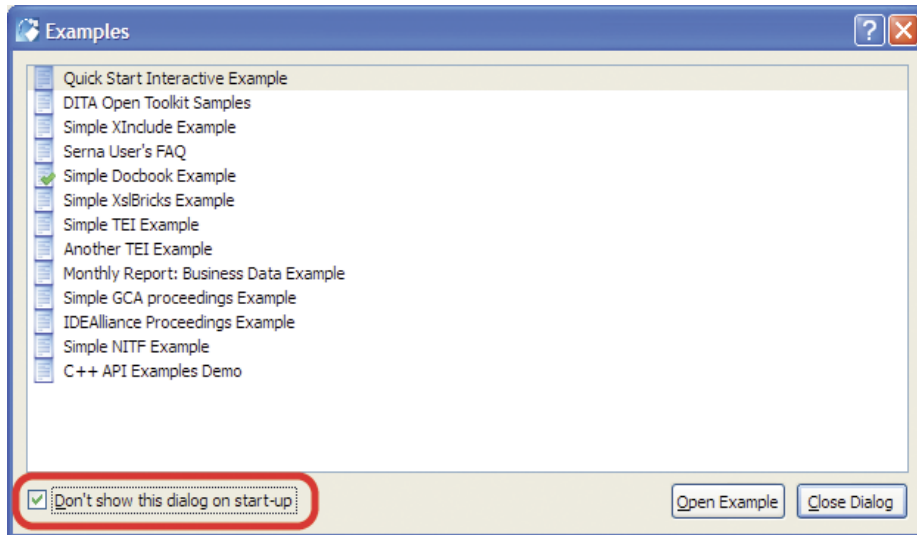 Examples
Quick Start Interactive Example
DITA Open Toolkit Samples
Simple XInclude Example
Serna User's FAQ
Simple Docbook Example
Simple XslBricks Example
Simple TEI Example
Another TEI Example
Monthly Report: Business Data Example
Simple GCA proceedings Example
IDEAlliance Proceedings Example
Simple NITF Example
C++ API Examples Demo
Don't show this dialog on start-up
Open Example
Close Dialog